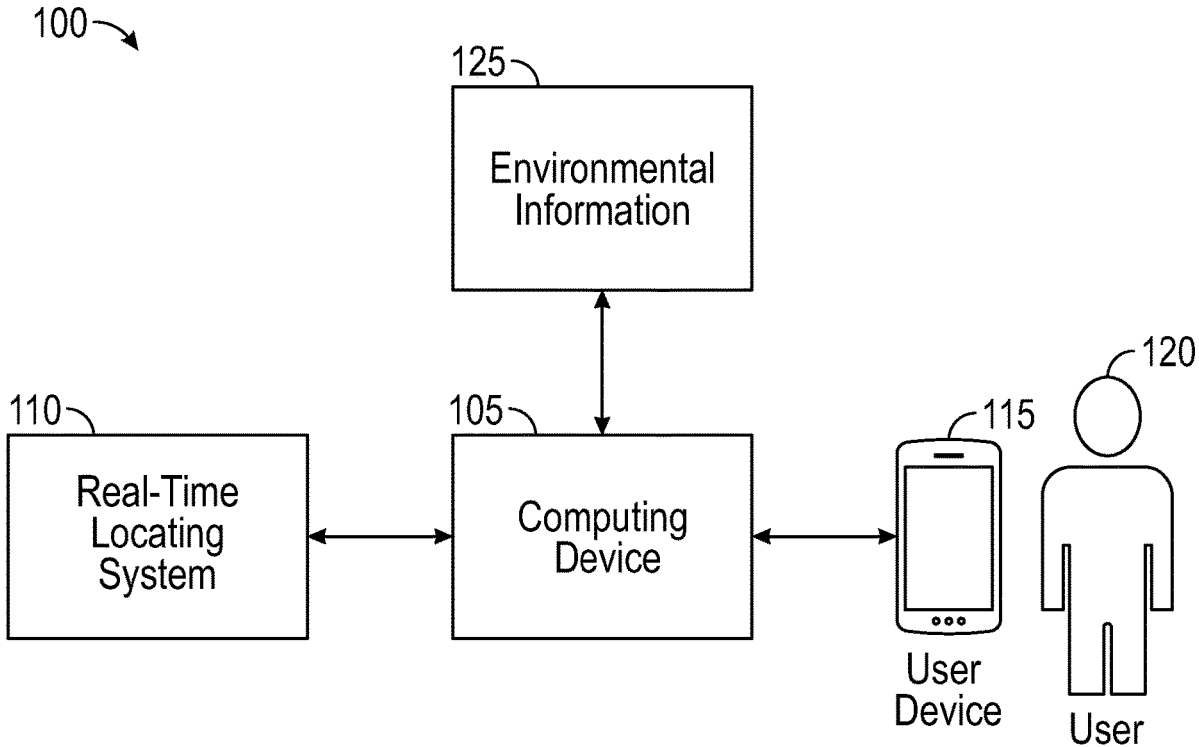 100
125
Environmental
Information
110
Real-Time
Locating
System
105
Computing
Device
115
User
Device
120
User